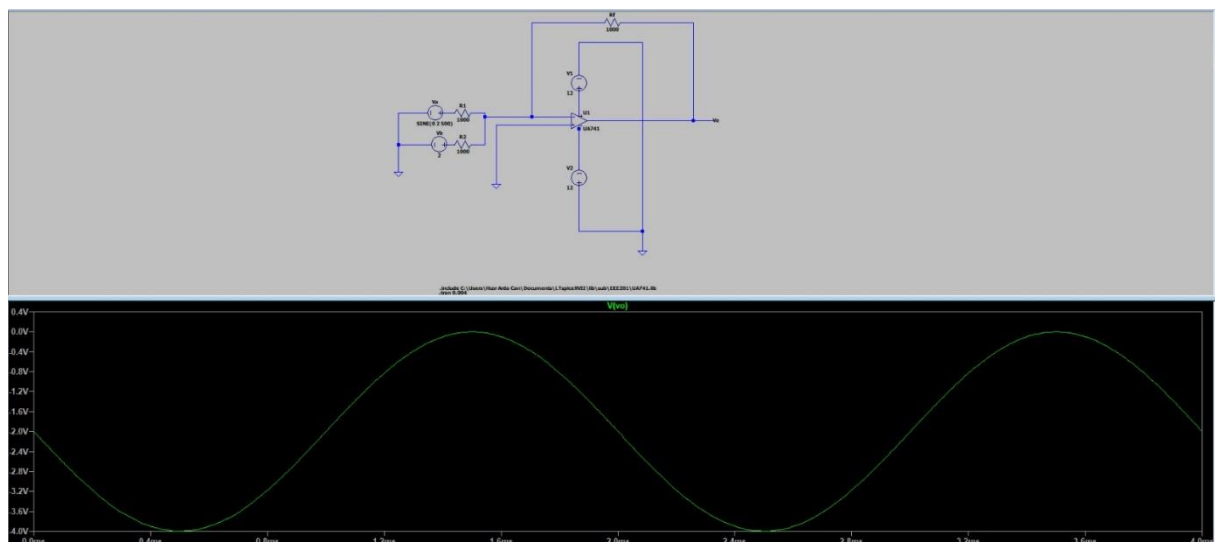 Rf
1000
V1
12
U1
UA741
Va
R1
SINE(0 2 500)
1000
Vb
R2
2
1000
Vo
V2
12
.tran 0.004
V(vo)
0.4V
0.0V
-0.4V
-0.8V
-1.2V
-1.6V
-2.0V
-2.4V
-2.8V
-3.2V
-3.6V
-4.0V
0.0ms 0.4ms 0.8ms 1.2ms 1.6ms 2.0ms 2.4ms 2.8ms 3.2ms 3.6ms 4.0ms